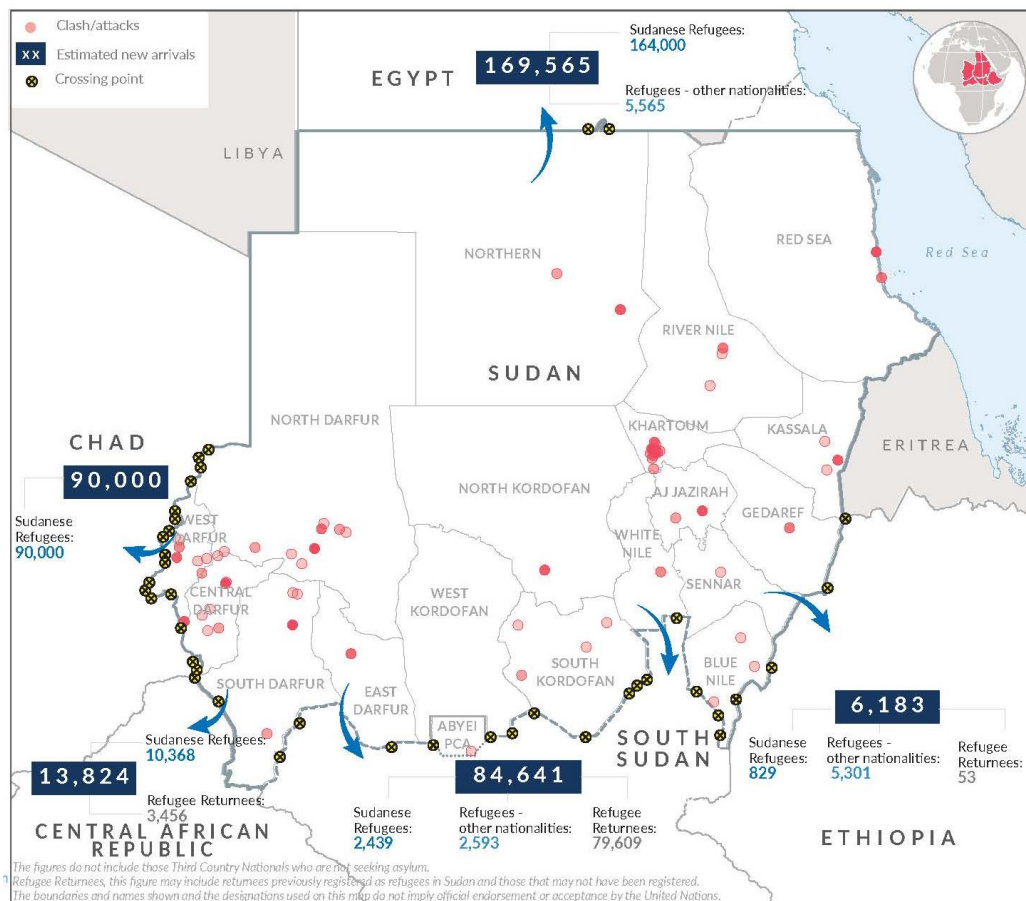 Clash/attacks
XX Estimated new arrivals
Crossing point
EGYPT
169,565
Sudanese Refugees:
164,000
Refugees - other nationalities:
5,565
LIBYA
NORTHERN
RED SEA
Red Sea
RIVER NILE
SUDAN
NORTH DARFUR
KHARTOUM
KASSALA
ERITREA
CHAD
90,000
Sudanese
Refugees:
90,000
NORTH KORDOFAN
AJ JAZIRAH
GEDAREF
WEST
DARFUR
WHITE
NILE
SENNAR
CENTRAL
DARFUR
WEST
KORDOFAN
SOUTH
KORDOFAN
BLUE
NILE
SOUTH DARFUR
EAST
DARFUR
ABYEI
PCA
SOUTH
SUDAN
6,183
Sudanese
Refugees:
829
Refugees -
other nationalities:
5,301
Refugee
Returnees:
53
Sudanese Refugees:
10,368
13,824
Refugee Returnees:
3,456
CENTRAL AFRICAN
REPUBLIC
84,641
Sudanese
Refugees:
2,439
Refugees -
other nationalities:
2,593
Refugee
Returnees:
79,609
ETHIOPIA
The figures do not include those Third Country Nationals who are not seeking asylum.
Refugee Returnees, this figure may include returnees previously registered as refugees in Sudan and those that may not have been registered.
The boundaries and names shown and the designations used on this map do not imply official endorsement or acceptance by the United Nations.